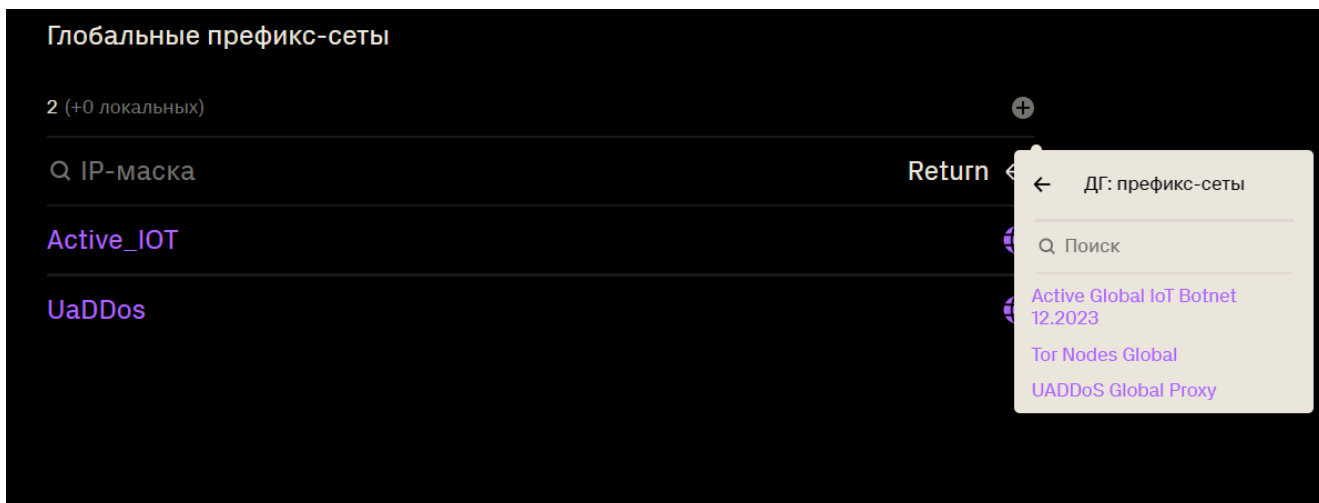 Глобальные префикс-сеты
2 (+0 локальных)
IP-маска
Return
Active_IOT
UaDDos
ДГ: префикс-сеты
Поиск
Active Global IoT Botnet
12.2023
Tor Nodes Global
UADDoS Global Proxy